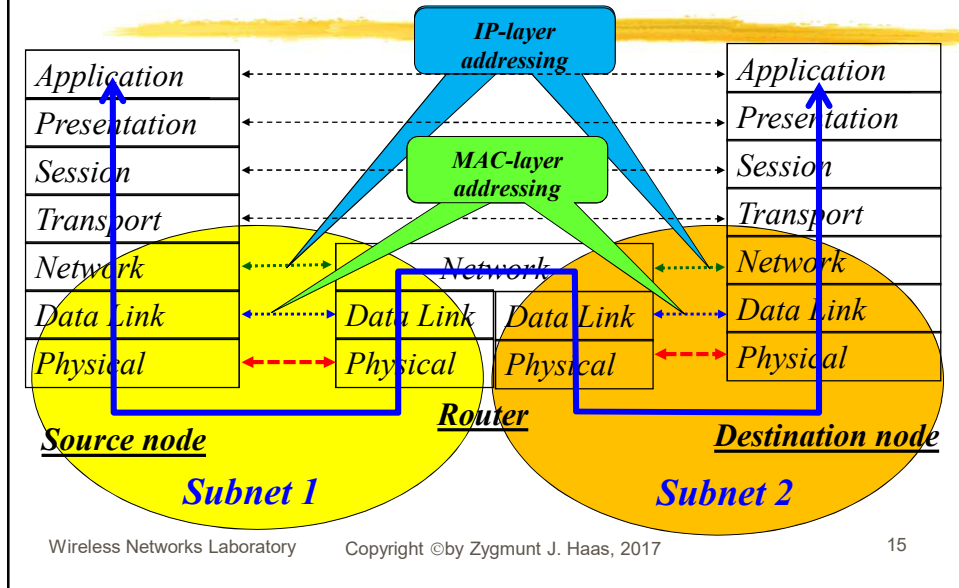 IP-layer
addressing
Application
Application
Presentation
Presentation
MAC-layer
addressing
Session
Session
Transport
Transport
Network
Network
Network
Data Link
Data Link
Data Link
Data Link
Physical
Physical
Physical
Physical
Router
Source node
Destination node
Subnet 1
Subnet 2
Wireless Networks Laboratory
Copyright ©by Zygmunt J. Haas, 2017
15